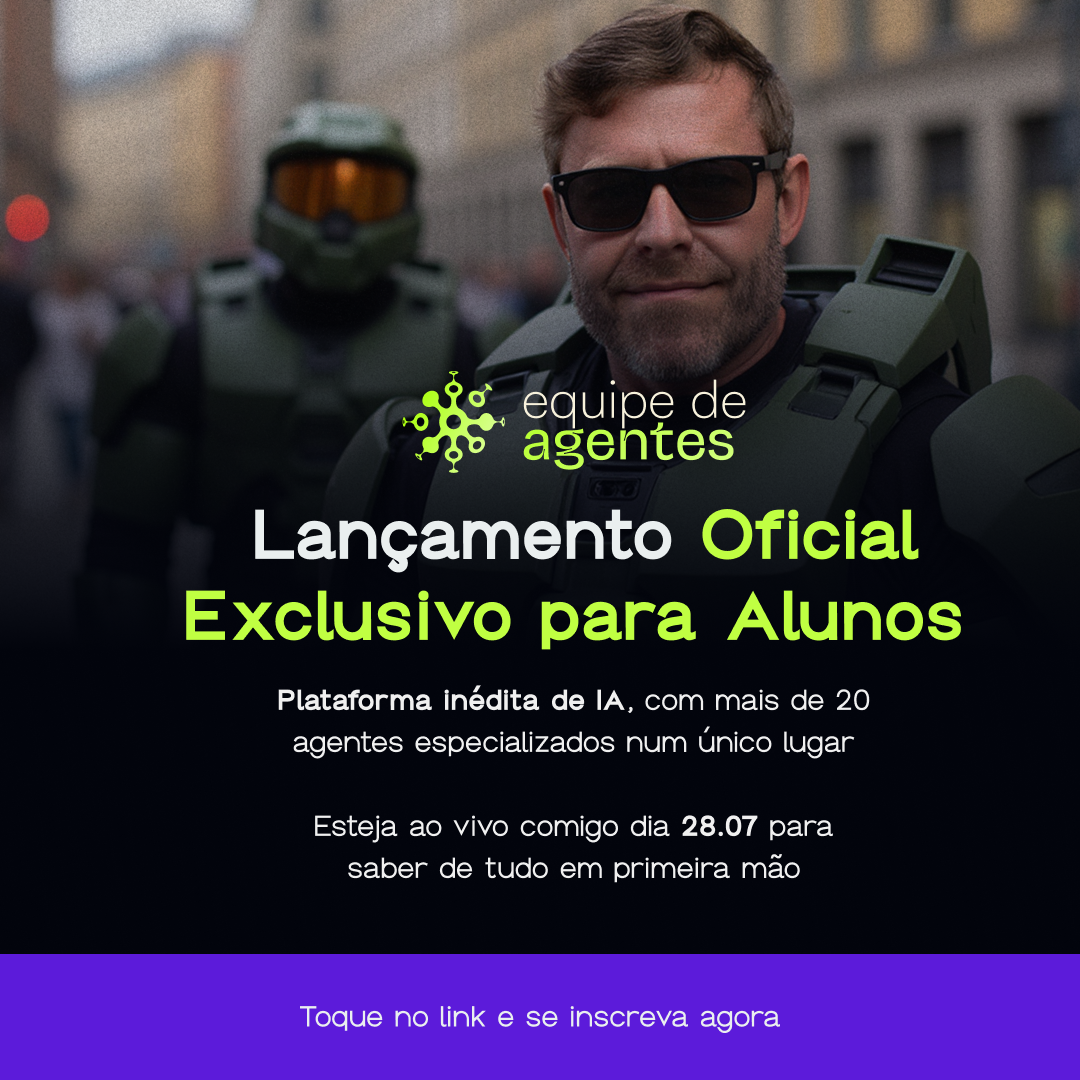 equipe de
agentes
Lançamento Oficial
Exclusivo para Alunos
Plataforma inédita de IA, com mais de 20
agentes especializados num único lugar
Esteja ao vivo comigo dia 28.07 para
saber de tudo em primeira mão
Toque no link e se inscreva agora